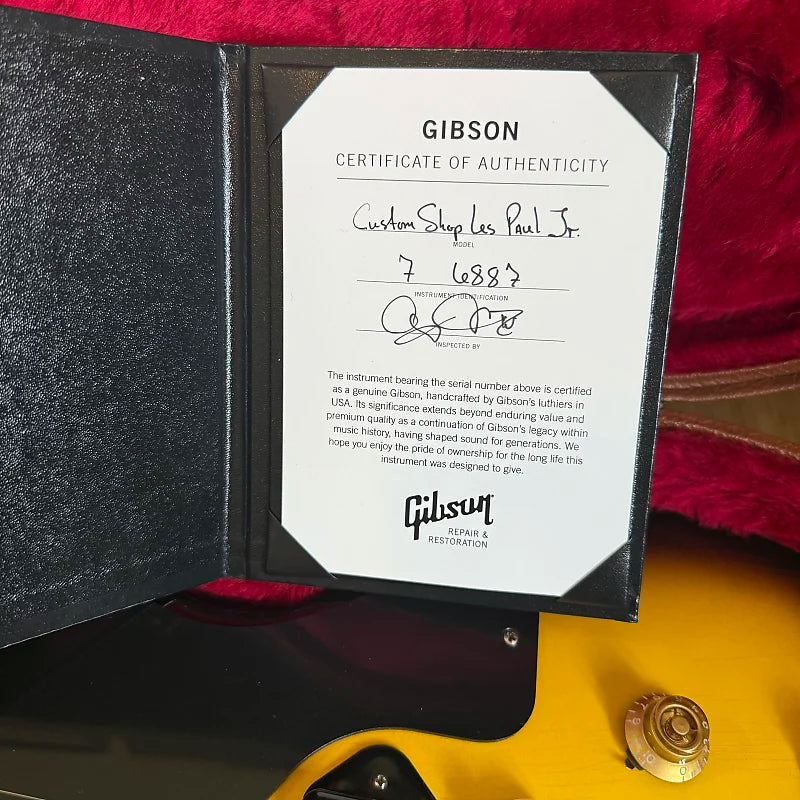 GIBSON
CERTIFICATE OF AUTHENTICITY
Custom Shop Les Paul Jr.
MODEL
7 6887
INSTRUMENT IDENTIFICATION
INSPECTED BY
The instrument bearing the serial number above is certified
as a genuine Gibson, handcrafted by Gibson's luthiers in
USA. Its significance extends beyond enduring value and
premium quality as a continuation of Gibson's legacy within
music history, having shaped sound for generations. We
hope you enjoy the pride of ownership for the long life this
instrument was designed to give.
Gibson
REPAIR &
RESTORATION